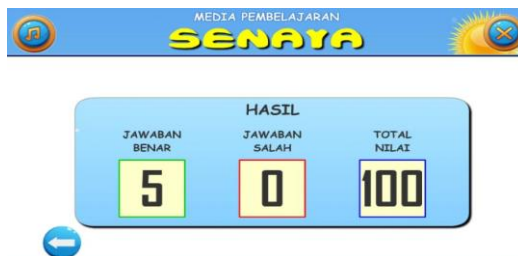 MEDIA PEMBELAJARAN
SENAYA
HASIL
JAWABAN BENAR
JAWABAN SALAH
TOTAL NILAI
5
0
100